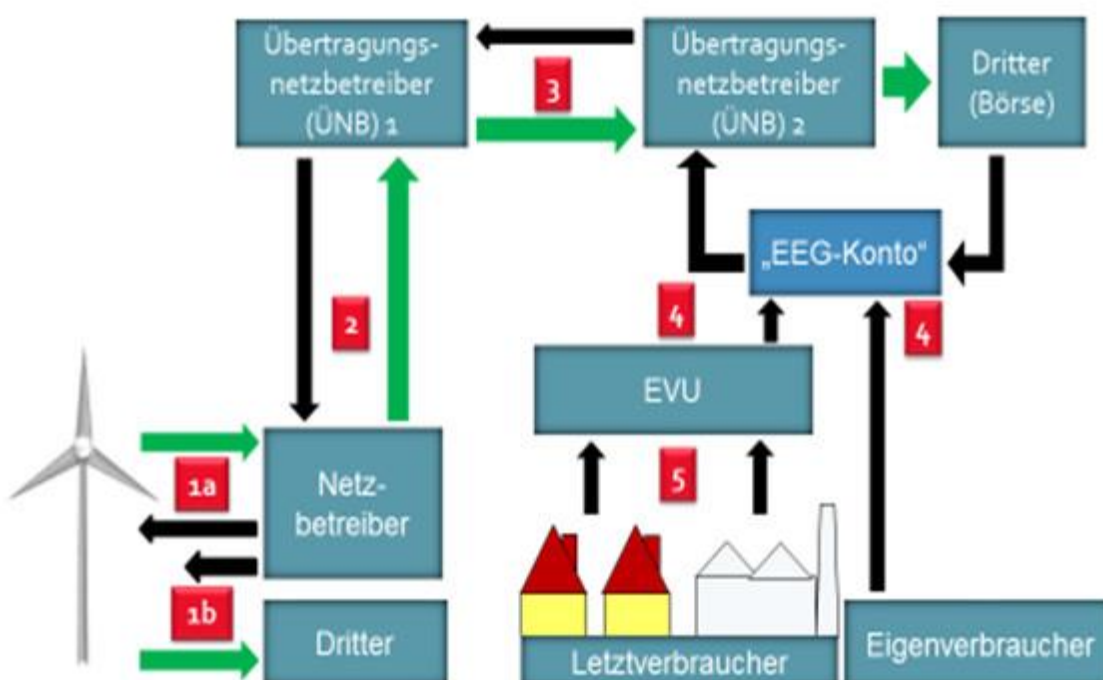 Übertragungs-
netzbetreiber
(ÜNB) 1
3
Übertragungs-
netzbetreiber
(ÜNB) 2
Dritter
(Börse)
„EEG-Konto“
2
4
4
EVU
1a
Netz-
betreiber
5
1b
Dritter
Letztverbraucher
Eigenverbraucher